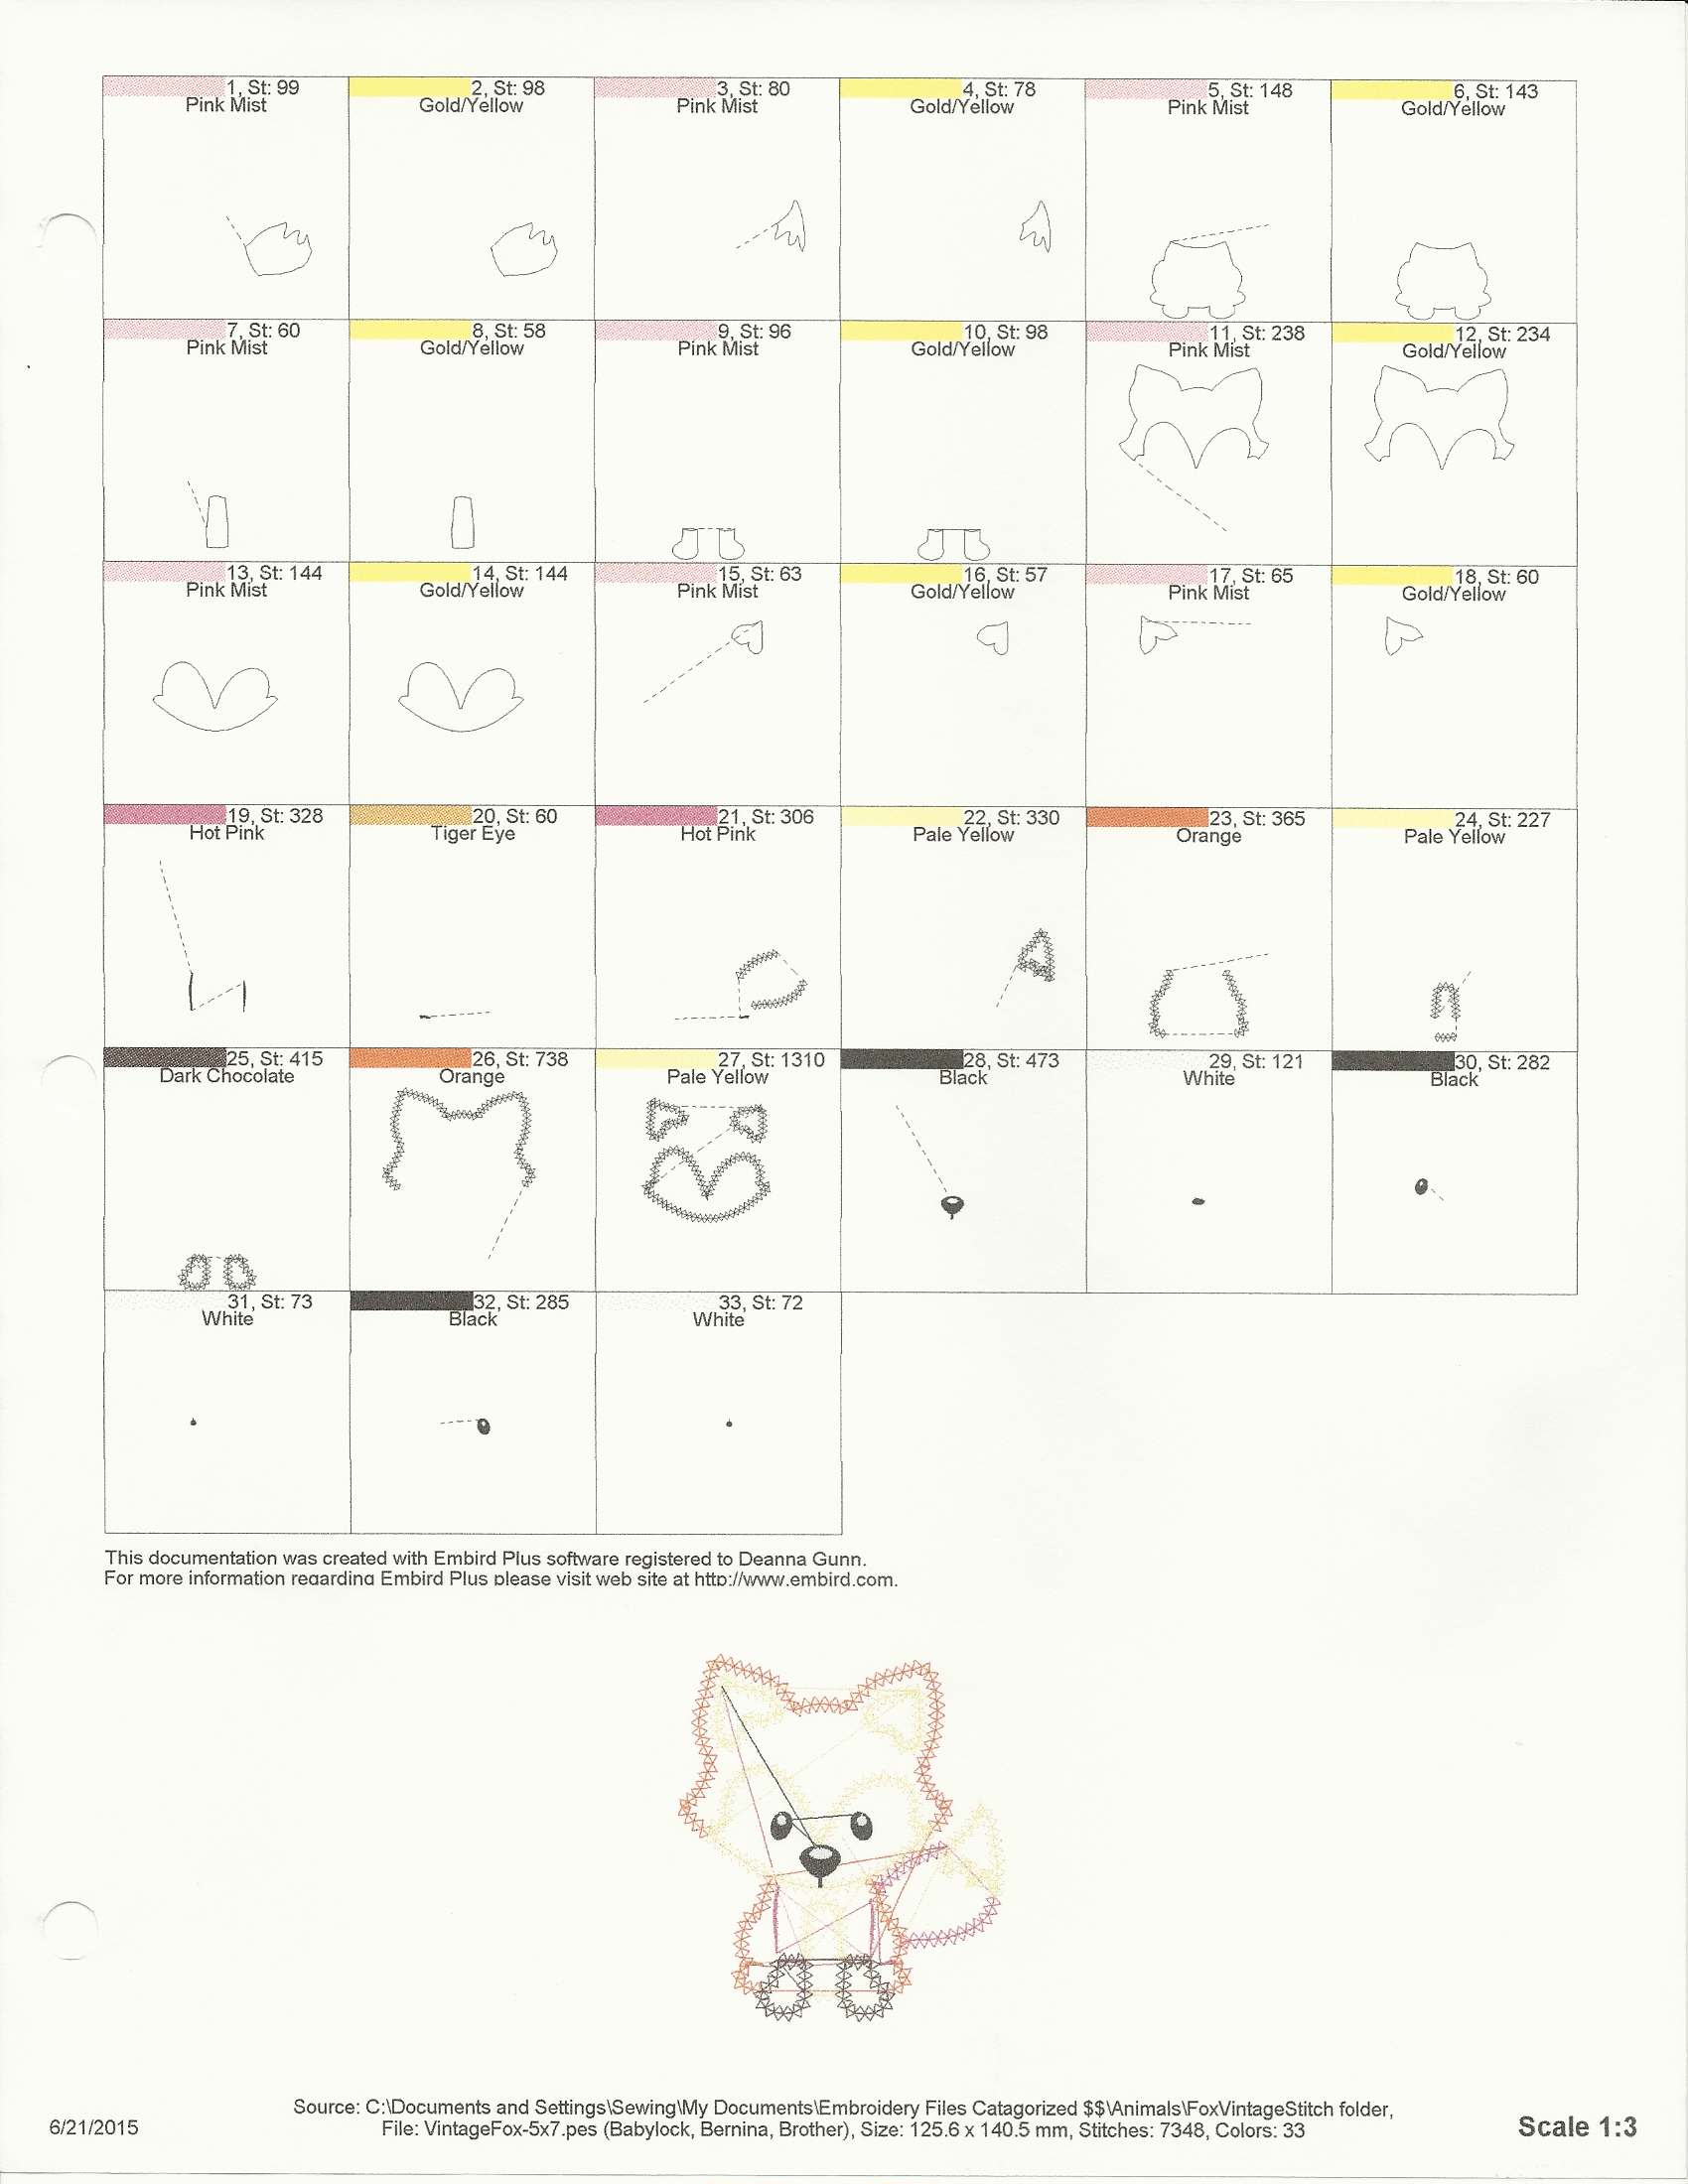 1, St: 99
Pink Mist
2, St: 98
Gold/Yellow
3, St: 80
Pink Mist
4, St: 78
Gold/Yellow
5, St: 148
Pink Mist
6, St: 143
Gold/Yellow
7, St: 60
Pink Mist
8, St: 58
Gold/Yellow
9, St: 96
Pink Mist
10, St: 98
Gold/Yellow
11, St: 238
Pink Mist
12, St: 234
Gold/Yellow
13, St: 144
Pink Mist
14, St: 144
Gold/Yellow
15, St: 63
Pink Mist
16, St: 57
Gold/Yellow
17, St: 65
Pink Mist
18, St: 60
Gold/Yellow
19, St: 328
Hot Pink
20, St: 60
Tiger Eye
21, St: 306
Hot Pink
22, St: 330
Pale Yellow
23, St: 365
Orange
24, St: 227
Pale Yellow
25, St: 415
Dark Chocolate
26, St: 738
Orange
27, St: 1310
Pale Yellow
28, St: 473
Black
29, St: 121
White
30, St: 282
Black
31, St: 73
White
32, St: 285
Black
33, St: 72
White
This documentation was created with Embird Plus software registered to Deanna Gunn.
For more information regarding Embird Plus please visit web site at http://www.embird.com.
Source: C:\Documents and Settings\Sewing\My Documents\Embroidery Files Catagorized $$\Animals\FoxVintageStitch folder,
6/21/2015
File: VintageFox-5x7.pes (Babylock, Bernina, Brother), Size: 125.6 x 140.5 mm, Stitches: 7348, Colors: 33
Scale 1:3